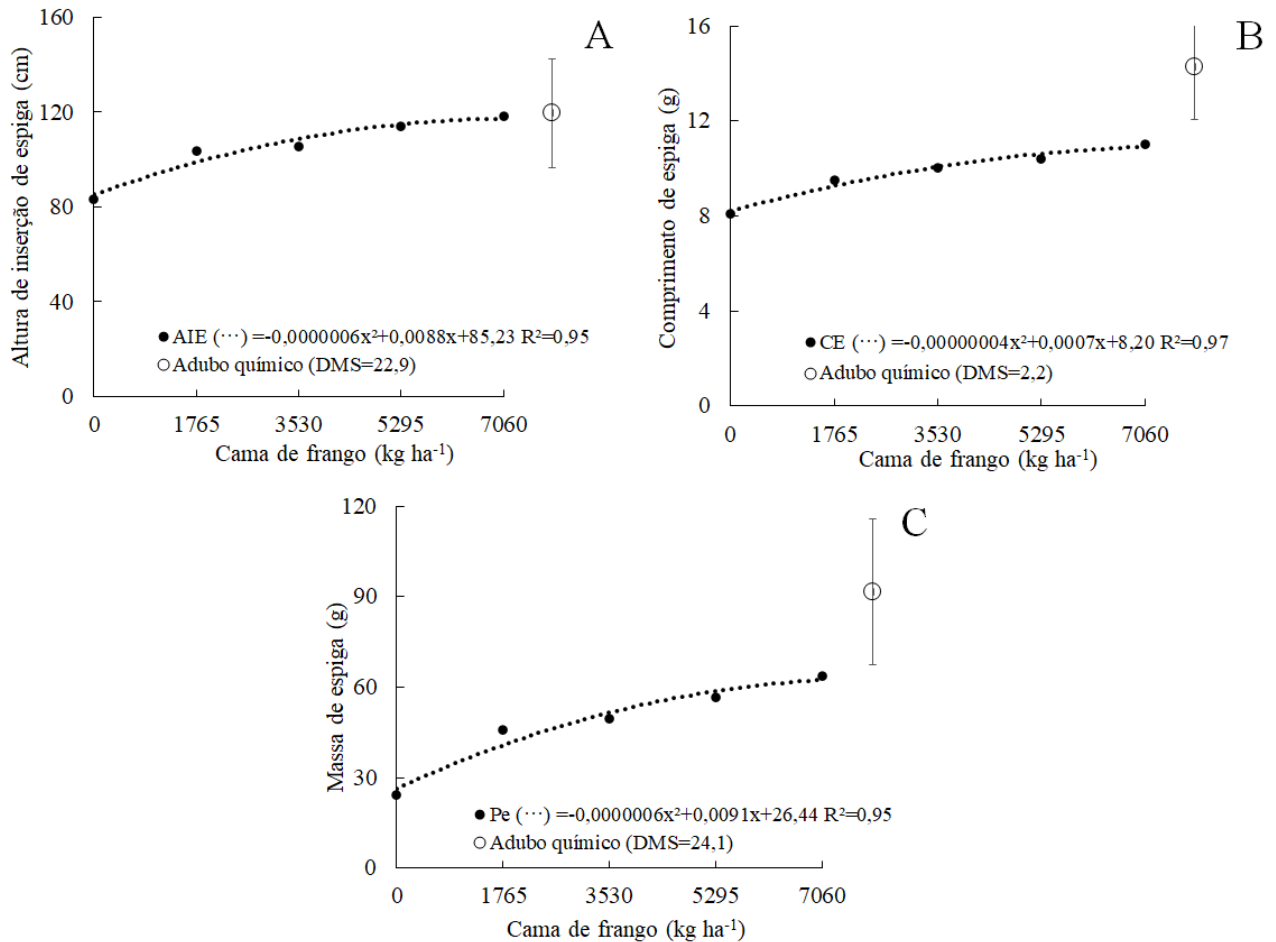 A
Altura de inserção de espiga (cm)
160
120
80
40
0
● AIE (⋯) =-0,0000006x²+0,0088x+85,23 R²=0,95
○ Adubo químico (DMS=22,9)
0 1765 3530 5295 7060
Cama de frango (kg ha⁻¹)
B
Comprimento de espiga (g)
16
12
8
4
0
● CE (⋯) =-0,00000004x²+0,0007x+8,20 R²=0,97
○ Adubo químico (DMS=2,2)
0 1765 3530 5295 7060
Cama de frango (kg ha⁻¹)
C
Massa de espiga (g)
120
90
60
30
0
● Pe (⋯) =-0,0000006x²+0,0091x+26,44 R²=0,95
○ Adubo químico (DMS=24,1)
0 1765 3530 5295 7060
Cama de frango (kg ha⁻¹)